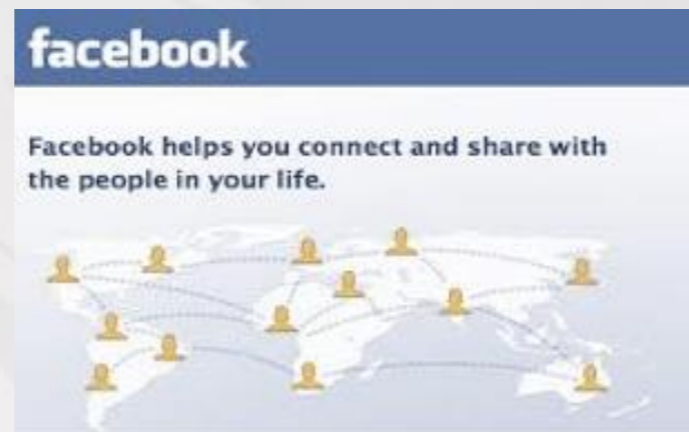 facebook
Facebook helps you connect and share with
the people in your life.